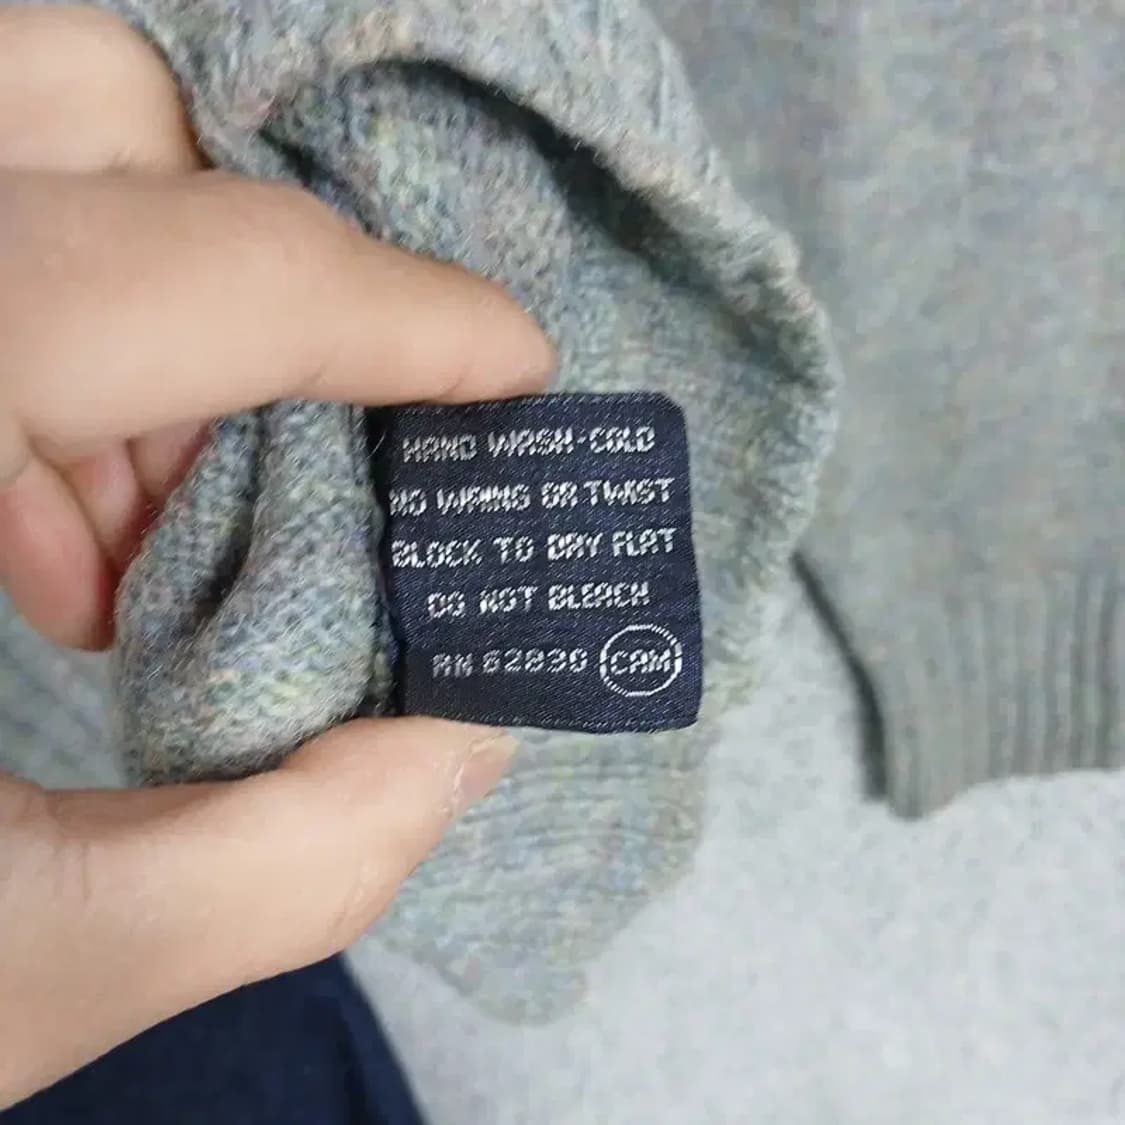 HAND WASH-COLD
NO WRING OR TWIST
BLOCK TO DRY FLAT
DO NOT BLEACH
RN 62830 CAM